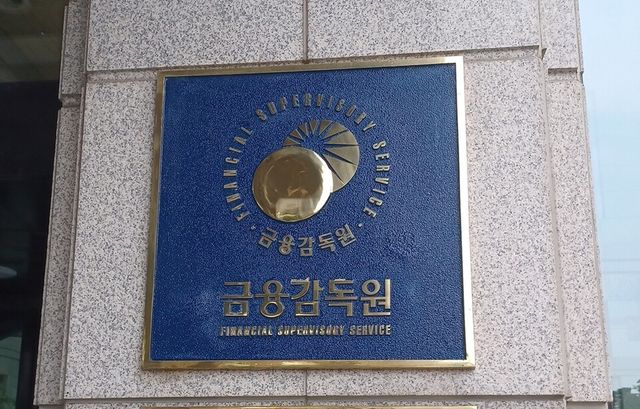 FINANCIAL SUPERVISORY SERVICE
· 금융감독원 ·
금융감독원
FINANCIAL SUPERVISORY SERVICE